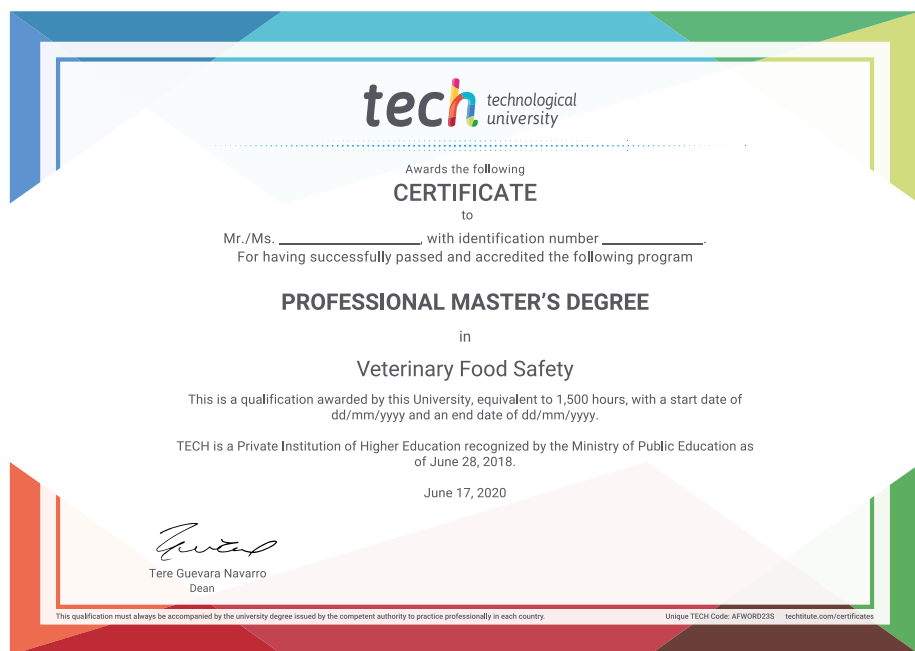 tech technological
university
Awards the following
CERTIFICATE
to
Mr./Ms. ____________________, with identification number ______________.
For having successfully passed and accredited the following program
PROFESSIONAL MASTER'S DEGREE
in
Veterinary Food Safety
This is a qualification awarded by this University, equivalent to 1,500 hours, with a start date of
dd/mm/yyyy and an end date of dd/mm/yyyy.
TECH is a Private Institution of Higher Education recognized by the Ministry of Public Education as
of June 28, 2018.
June 17, 2020
Tere Guevara Navarro
Dean
This qualification must always be accompanied by the university degree issued by the competent authority to practice professionally in each country.
Unique TECH Code: AFWORD23S techtitute.com/certificates